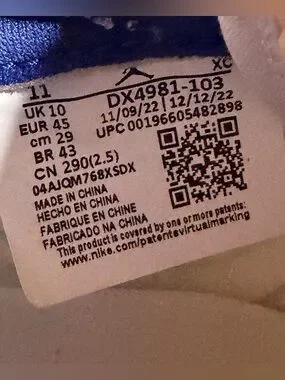 11 XC
UK 10 DX4981-103
EUR 45 11/09/22 12/12/22
cm 29 UPC 00196605482898
BR 43
CN 290(2.5)
04AJQM768XSDX
MADE IN CHINA
HECHO EN CHINA
FABRIQUE EN CHINE
FABRICADO NA CHINA
This product is covered by one or more patents:
www.nike.com/patentsvirtualmarking